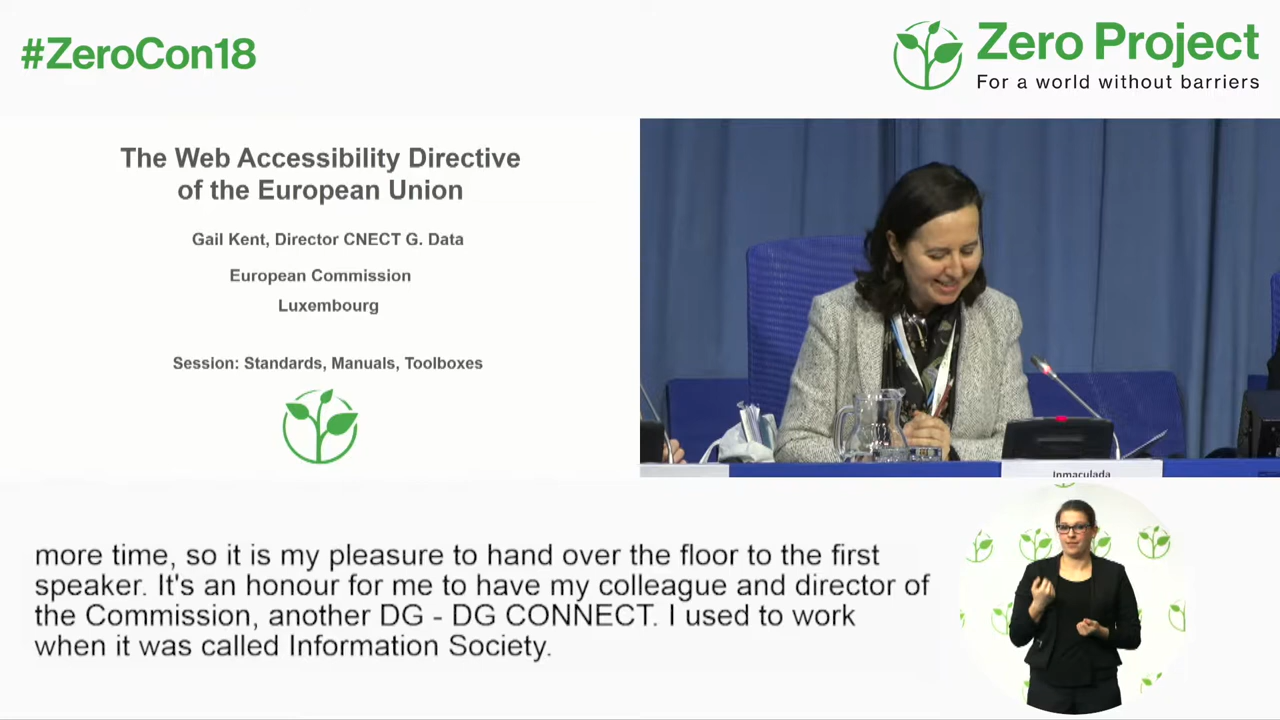 #ZeroCon18
Zero Project
For a world without barriers
The Web Accessibility Directive
of the European Union
Gail Kent, Director CNECT G. Data
European Commission
Luxembourg
Session: Standards, Manuals, Toolboxes
Inmaculada
more time, so it is my pleasure to hand over the floor to the first
speaker. It's an honour for me to have my colleague and director of
the Commission, another DG - DG CONNECT. I used to work
when it was called Information Society.